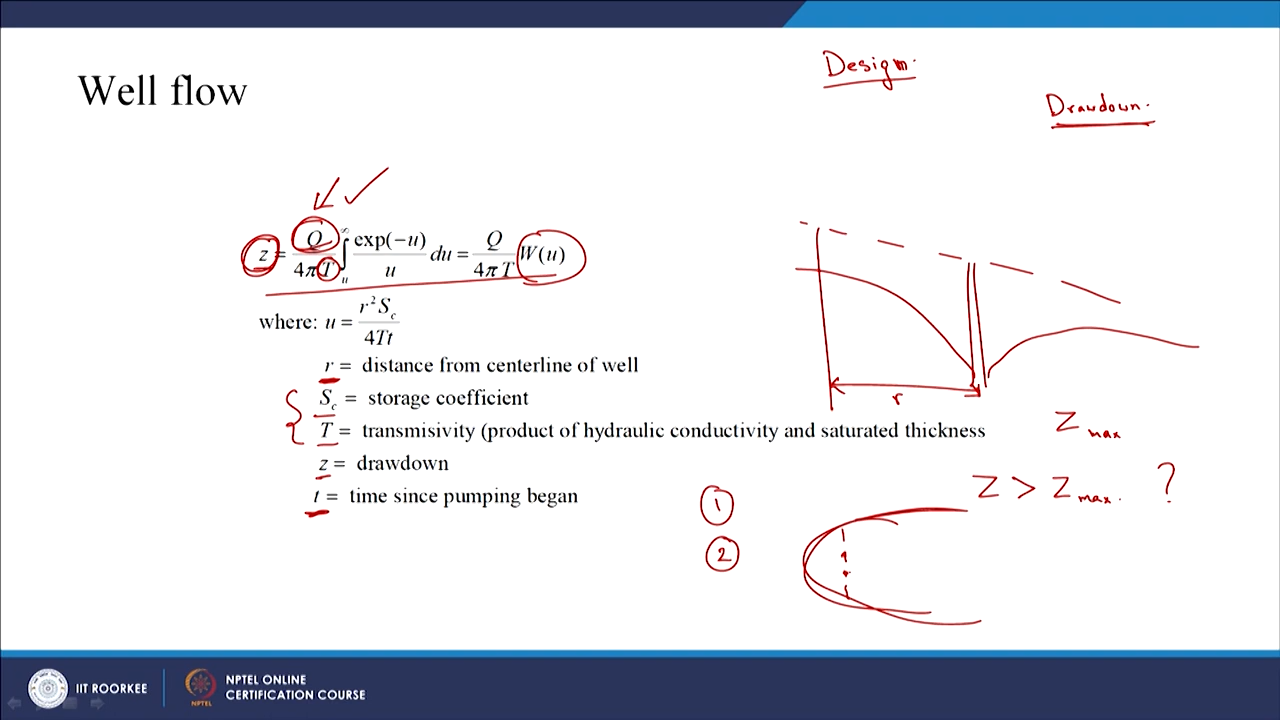 Design.
Drawdown.
Well flow
z = Q/4πT ∫_u^∞ exp(−u)/u du = Q/4πT W(u)
where: u = r²S_c/4Tt
r = distance from centerline of well
S_c = storage coefficient
T = transmisivity (product of hydraulic conductivity and saturated thickness
z = drawdown
t = time since pumping began
r
Z max
Z > Z max. ?
1
2
IIT ROORKEE
NPTEL
NPTEL ONLINE
CERTIFICATION COURSE